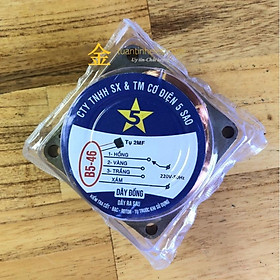 金
CTY TNHH SX & TM CƠ ĐIỆN 5 SAO
5
Tụ 2MF
B5-46
1- HỒNG
2- VÀNG
3- TRẮNG
XÁM
DÂY ĐỒNG
DÂY RA SAU